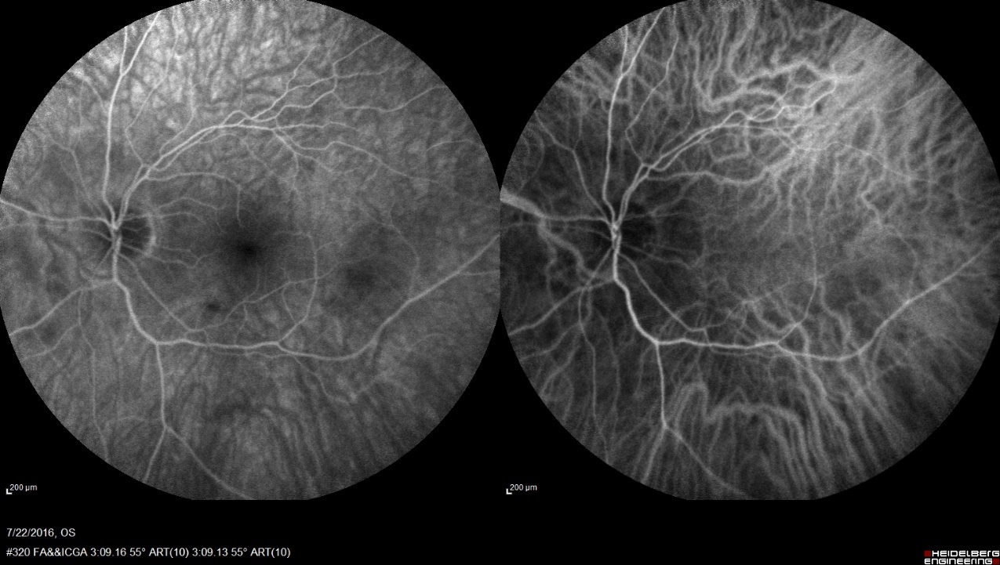 200 µm
200 µm
7/22/2016, OS
#320 FA&&ICGA 3:09.16 55° ART(10) 3:09.13 55° ART(10)
HEIDELBERG
ENGINEERING